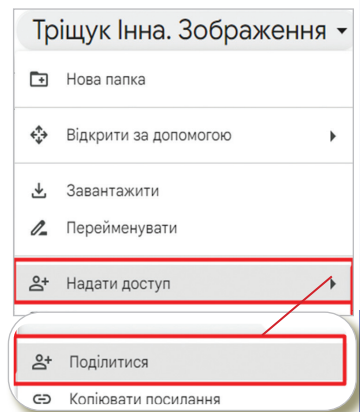 Тріщук Інна. Зображення
Нова папка
Відкрити за допомогою
Завантажити
Перейменувати
Надати доступ
Поділитися
Копіювати посилання